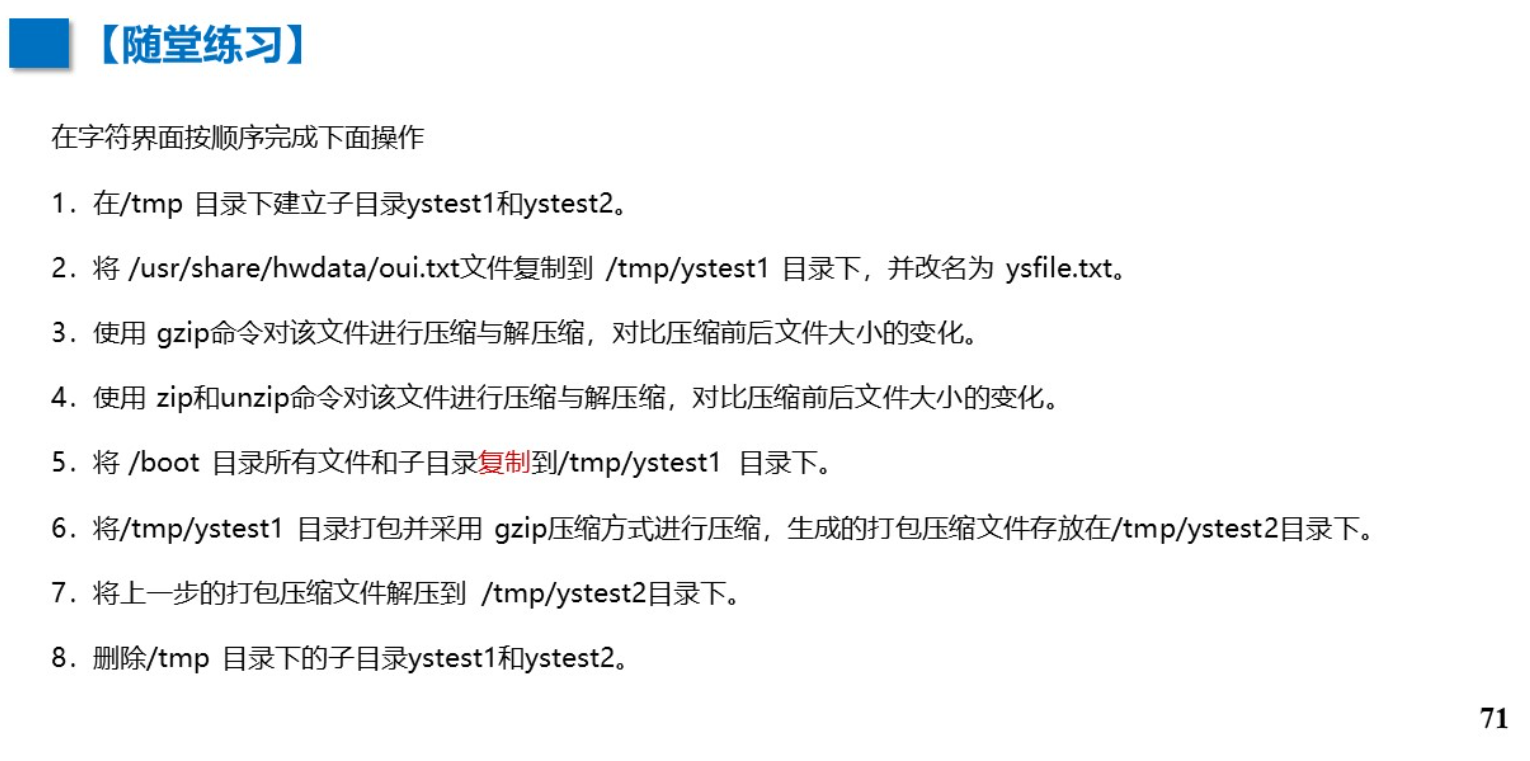 【随堂练习】
在字符界面按顺序完成下面操作
1. 在/tmp 目录下建立子目录ystest1和ystest2。
2. 将 /usr/share/hwdata/oui.txt文件复制到 /tmp/ystest1 目录下，并改名为 ysfile.txt。
3. 使用 gzip命令对该文件进行压缩与解压缩，对比压缩前后文件大小的变化。
4. 使用 zip和unzip命令对该文件进行压缩与解压缩，对比压缩前后文件大小的变化。
5. 将 /boot 目录所有文件和子目录复制到/tmp/ystest1 目录下。
6. 将/tmp/ystest1 目录打包并采用 gzip压缩方式进行压缩，生成的打包压缩文件存放在/tmp/ystest2目录下。
7. 将上一步的打包压缩文件解压到 /tmp/ystest2目录下。
8. 删除/tmp 目录下的子目录ystest1和ystest2。
71